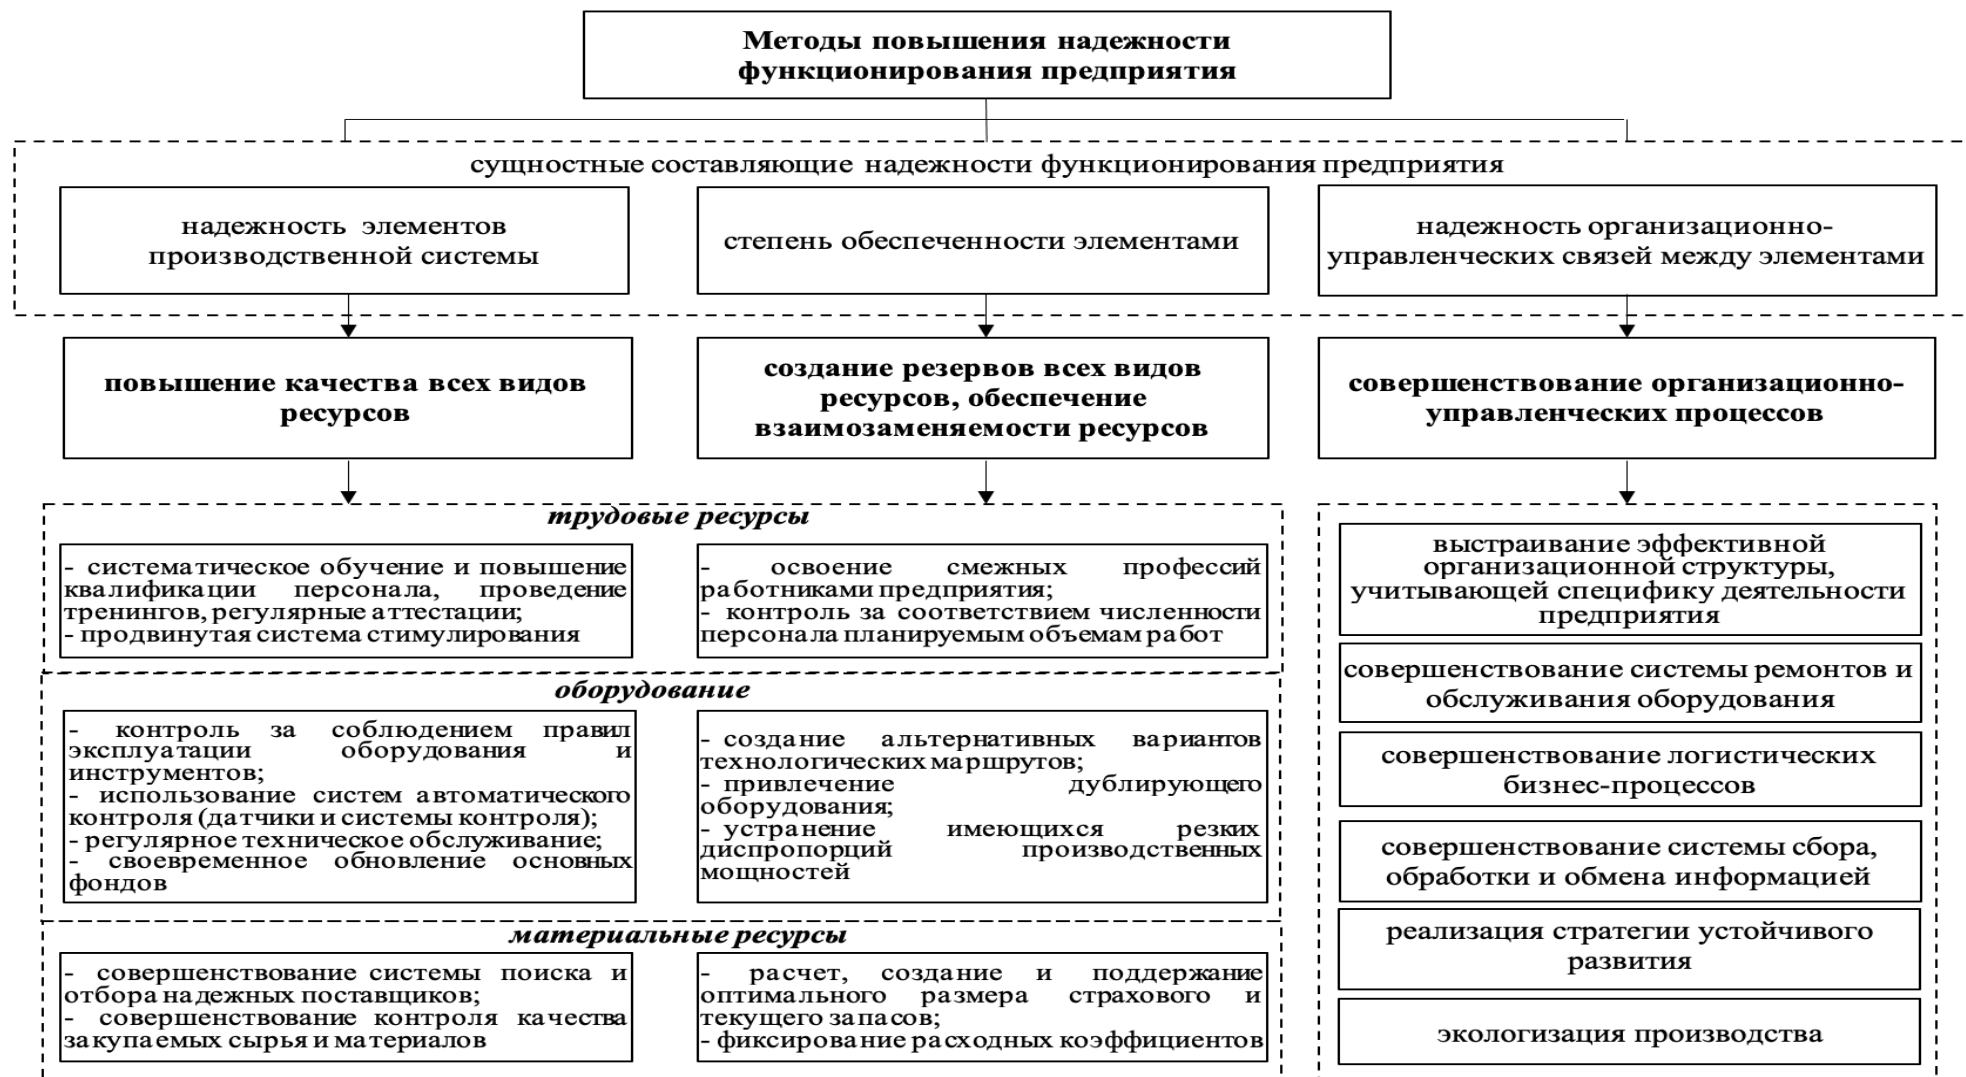 Методы повышения надежности
функционирования предприятия
сущностные составляющие надежности функционирования предприятия
надежность элементов
производственной системы
степень обеспеченности элементами
надежность организационно-
управленческих связей между элементами
повышение качества всех видов
ресурсов
создание резервов всех видов
ресурсов, обеспечение
взаимозаменяемости ресурсов
совершенствование организационно-
управленческих процессов
трудовые ресурсы
- систематическое обучение и повышение
квалификации персонала, проведение
тренингов, регулярные аттестации;
- продвинутая система стимулирования
- освоение смежных профессий
работниками предприятия;
- контроль за соответствием численности
персонала планируемым объемам работ
оборудование
- контроль за соблюдением правил
эксплуатации оборудования и
инструментов;
- использование систем автоматического
контроля (датчики и системы контроля);
- регулярное техническое обслуживание;
- своевременное обновление основных
фондов
- создание альтернативных вариантов
технологических маршрутов;
- привлечение дублирующего
оборудования;
- устранение имеющихся резких
диспропорций производственных
мощностей
материальные ресурсы
- совершенствование системы поиска и
отбора надежных поставщиков;
- совершенствование контроля качества
закупаемых сырья и материалов
- расчет, создание и поддержание
оптимального размера страхового и
текущего запасов;
- фиксирование расходных коэффициентов
выстраивание эффективной
организационной структуры,
учитывающей специфику деятельности
предприятия
совершенствование системы ремонтов и
обслуживания оборудования
совершенствование логистических
бизнес-процессов
совершенствование системы сбора,
обработки и обмена информацией
реализация стратегии устойчивого
развития
экологизация производства